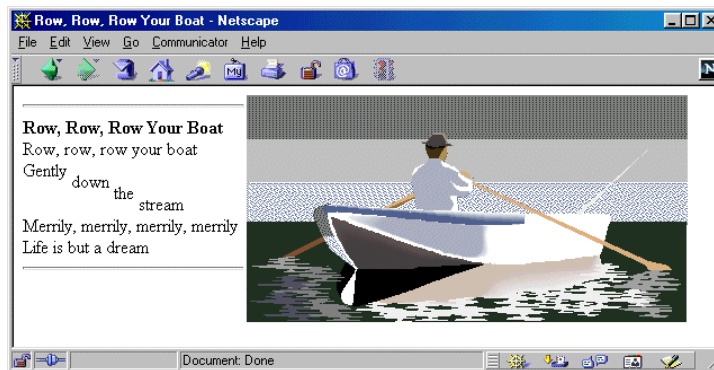 Row, Row, Row Your Boat - Netscape
File Edit View Go Communicator Help
My
N
Row, Row, Row Your Boat
Row, row, row your boat
Gently
down
the
stream
Merrily, merrily, merrily, merrily
Life is but a dream
Document: Done